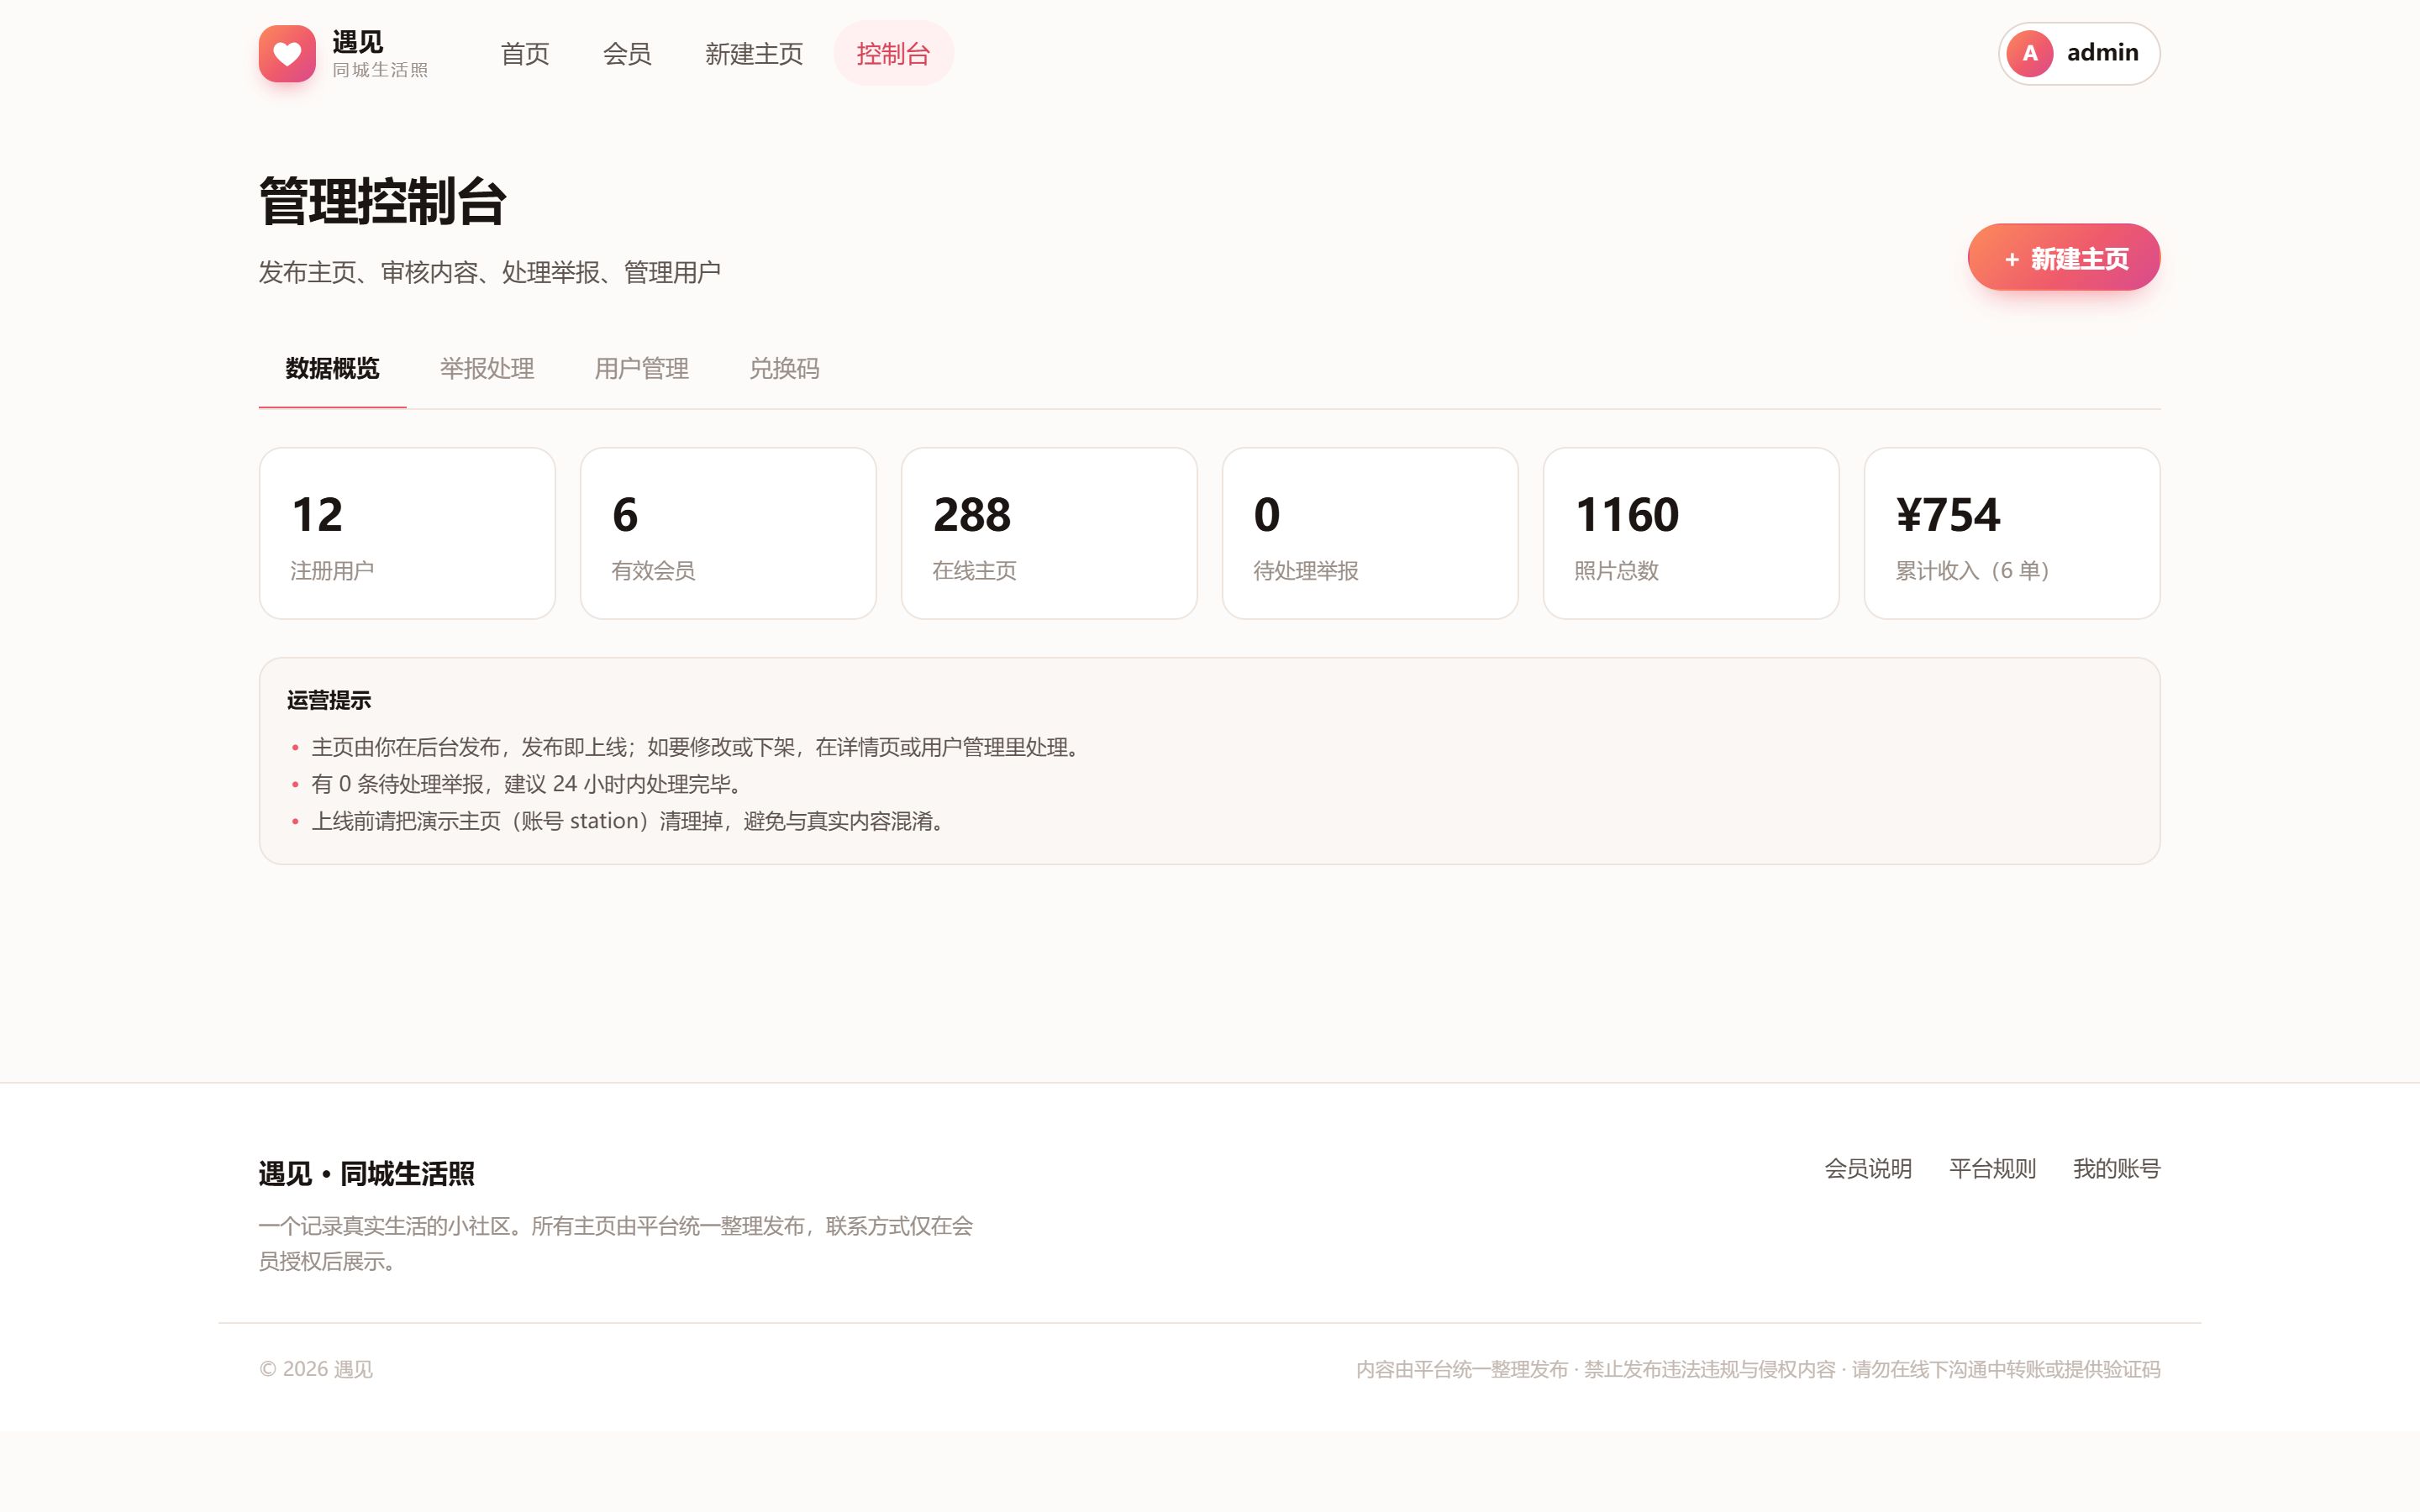 遇见
同城生活照
首页
会员
新建主页
控制台
A
admin
管理控制台
发布主页、审核内容、处理举报、管理用户
+ 新建主页
数据概览
举报处理
用户管理
兑换码
12
注册用户
6
有效会员
288
在线主页
0
待处理举报
1160
照片总数
¥754
累计收入（6 单）
运营提示
• 主页由你在后台发布，发布即上线；如要修改或下架，在详情页或用户管理里处理。
• 有 0 条待处理举报，建议 24 小时内处理完毕。
• 上线前请把演示主页（账号 station）清理掉，避免与真实内容混淆。
遇见 · 同城生活照
一个记录真实生活的小社区。所有主页由平台统一整理发布，联系方式仅在会
员授权后展示。
会员说明
平台规则
我的账号
© 2026 遇见
内容由平台统一整理发布 · 禁止发布违法违规与侵权内容 · 请勿在线下沟通中转账或提供验证码